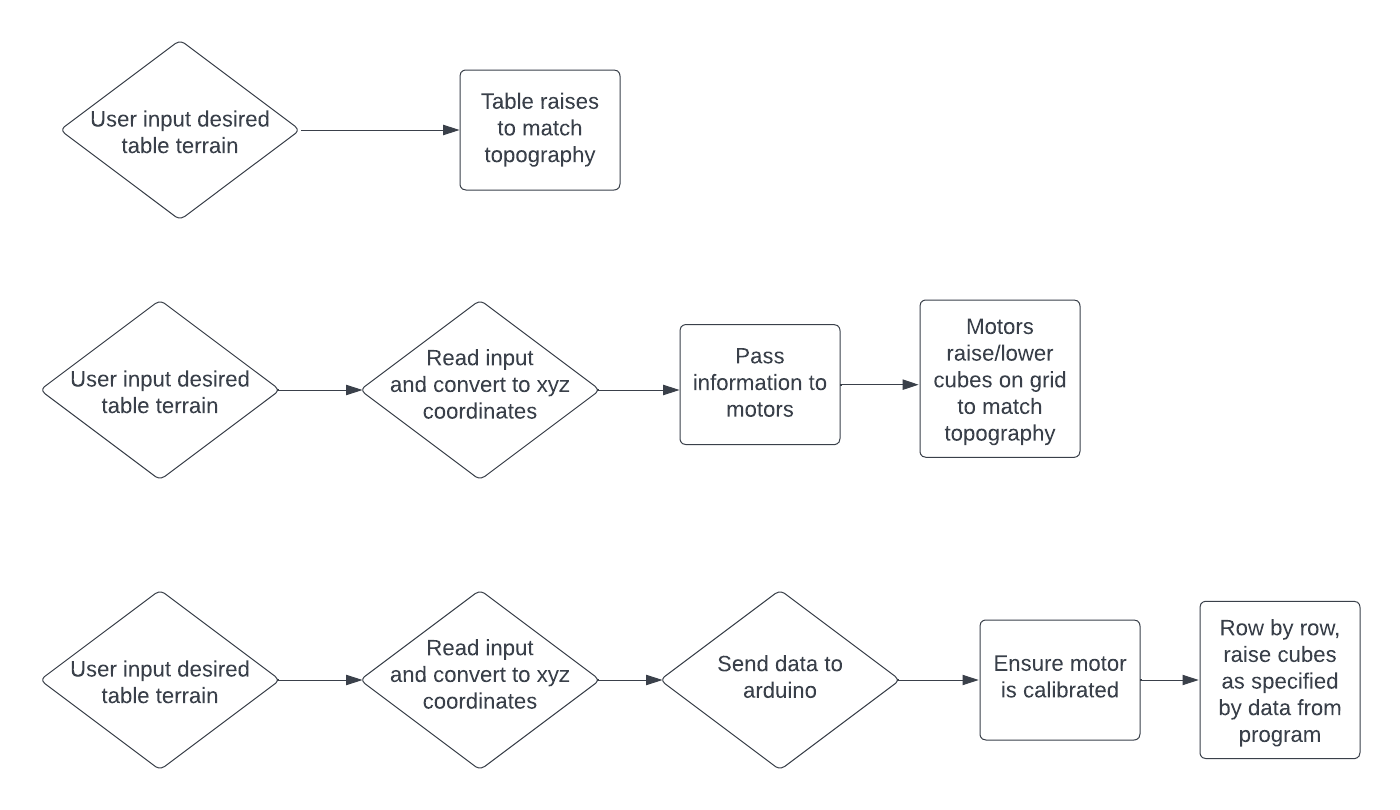 User input desired
table terrain
Table raises
to match
topography
User input desired
table terrain
Read input
and convert to xyz
coordinates
Pass
information to
motors
Motors
raise/lower
cubes on grid
to match
topography
User input desired
table terrain
Read input
and convert to xyz
coordinates
Send data to
arduino
Ensure motor
is calibrated
Row by row,
raise cubes
as specified
by data from
program